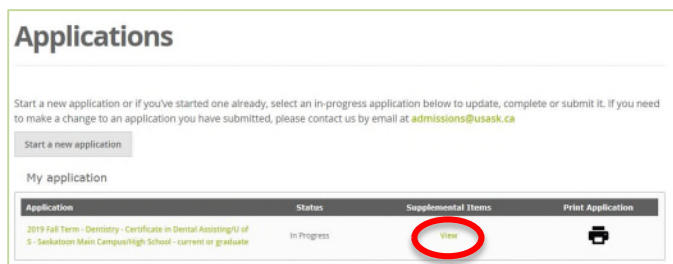 Applications
Start a new application or if you've started one already, select an in-progress application below to update, complete or submit it. If you need
to make a change to an application you have submitted, please contact us by email at admissions@usask.ca
Start a new application
My application
Application Status Supplemental Items Print Application
2019 Fall Term - Dentistry - Certificate in Dental Assisting/U of
S - Saskatoon Main Campus/High School - current or graduate
In Progress View